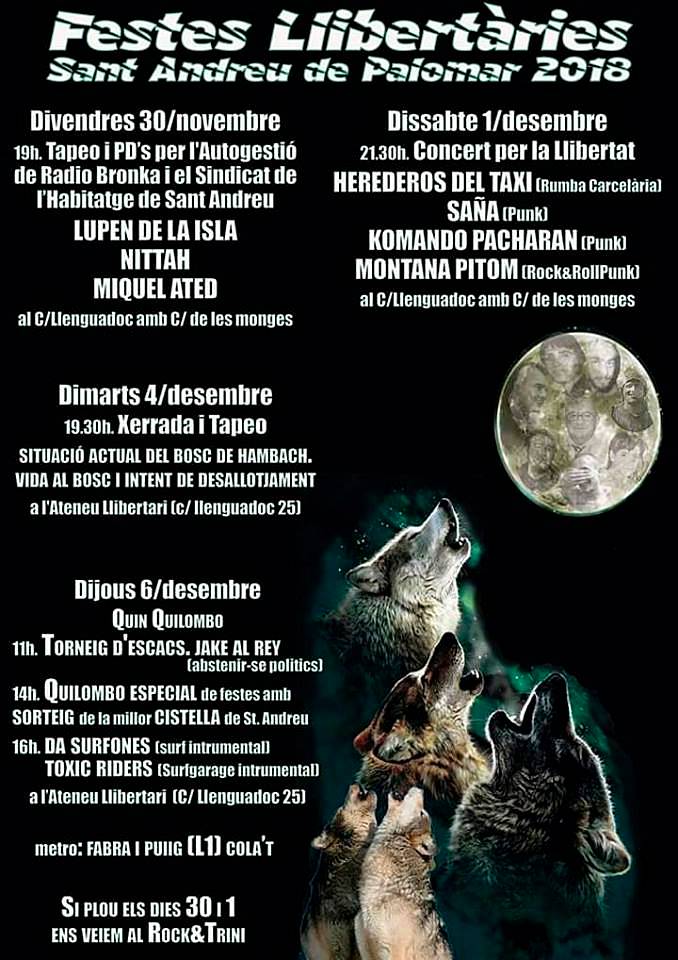 Festes Llibertàries
Sant Andreu de Palomar 2018
Divendres 30/novembre
19h. Tapeo i PD's per l'Autogestió
de Radio Bronka i el Sindicat de
l'Habitatge de Sant Andreu
LUPEN DE LA ISLA
NITTAH
MIQUEL ATED
al C/Llenguadoc amb C/ de les monges
Dissabte 1/desembre
21.30h. Concert per la Llibertat
HEREDEROS DEL TAXI (Rumba Carcelària)
SAÑA (Punk)
KOMANDO PACHARAN (Punk)
MONTANA PITOM (Rock&RollPunk)
al C/Llenguadoc amb C/ de les monges
Dimarts 4/desembre
19.30h. Xerrada i Tapeo
SITUACIÓ ACTUAL DEL BOSC DE HAMBACH.
VIDA AL BOSC I INTENT DE DESALLOTJAMENT
a l'Ateneu Llibertari (c/ llenguadoc 25)
Dijous 6/desembre
QUIN QUILOMBO
11h. TORNEIG D'ESCACS. JAKE AL REY
(abstenir-se politics)
14h. QUILOMBO ESPECIAL de festes amb
SORTEIG de la millor CISTELLA de St. Andreu
16h. DA SURFONES (surf intrumental)
TOXIC RIDERS (Surfgarage intrumental)
a l'Ateneu Llibertari (C/ Llenguadoc 25)
metro: FABRA I PUIIG (L1) COLA'T
SI PLOU ELS DIES 30 I 1
ENS VEIEM AL ROCK&TRINI